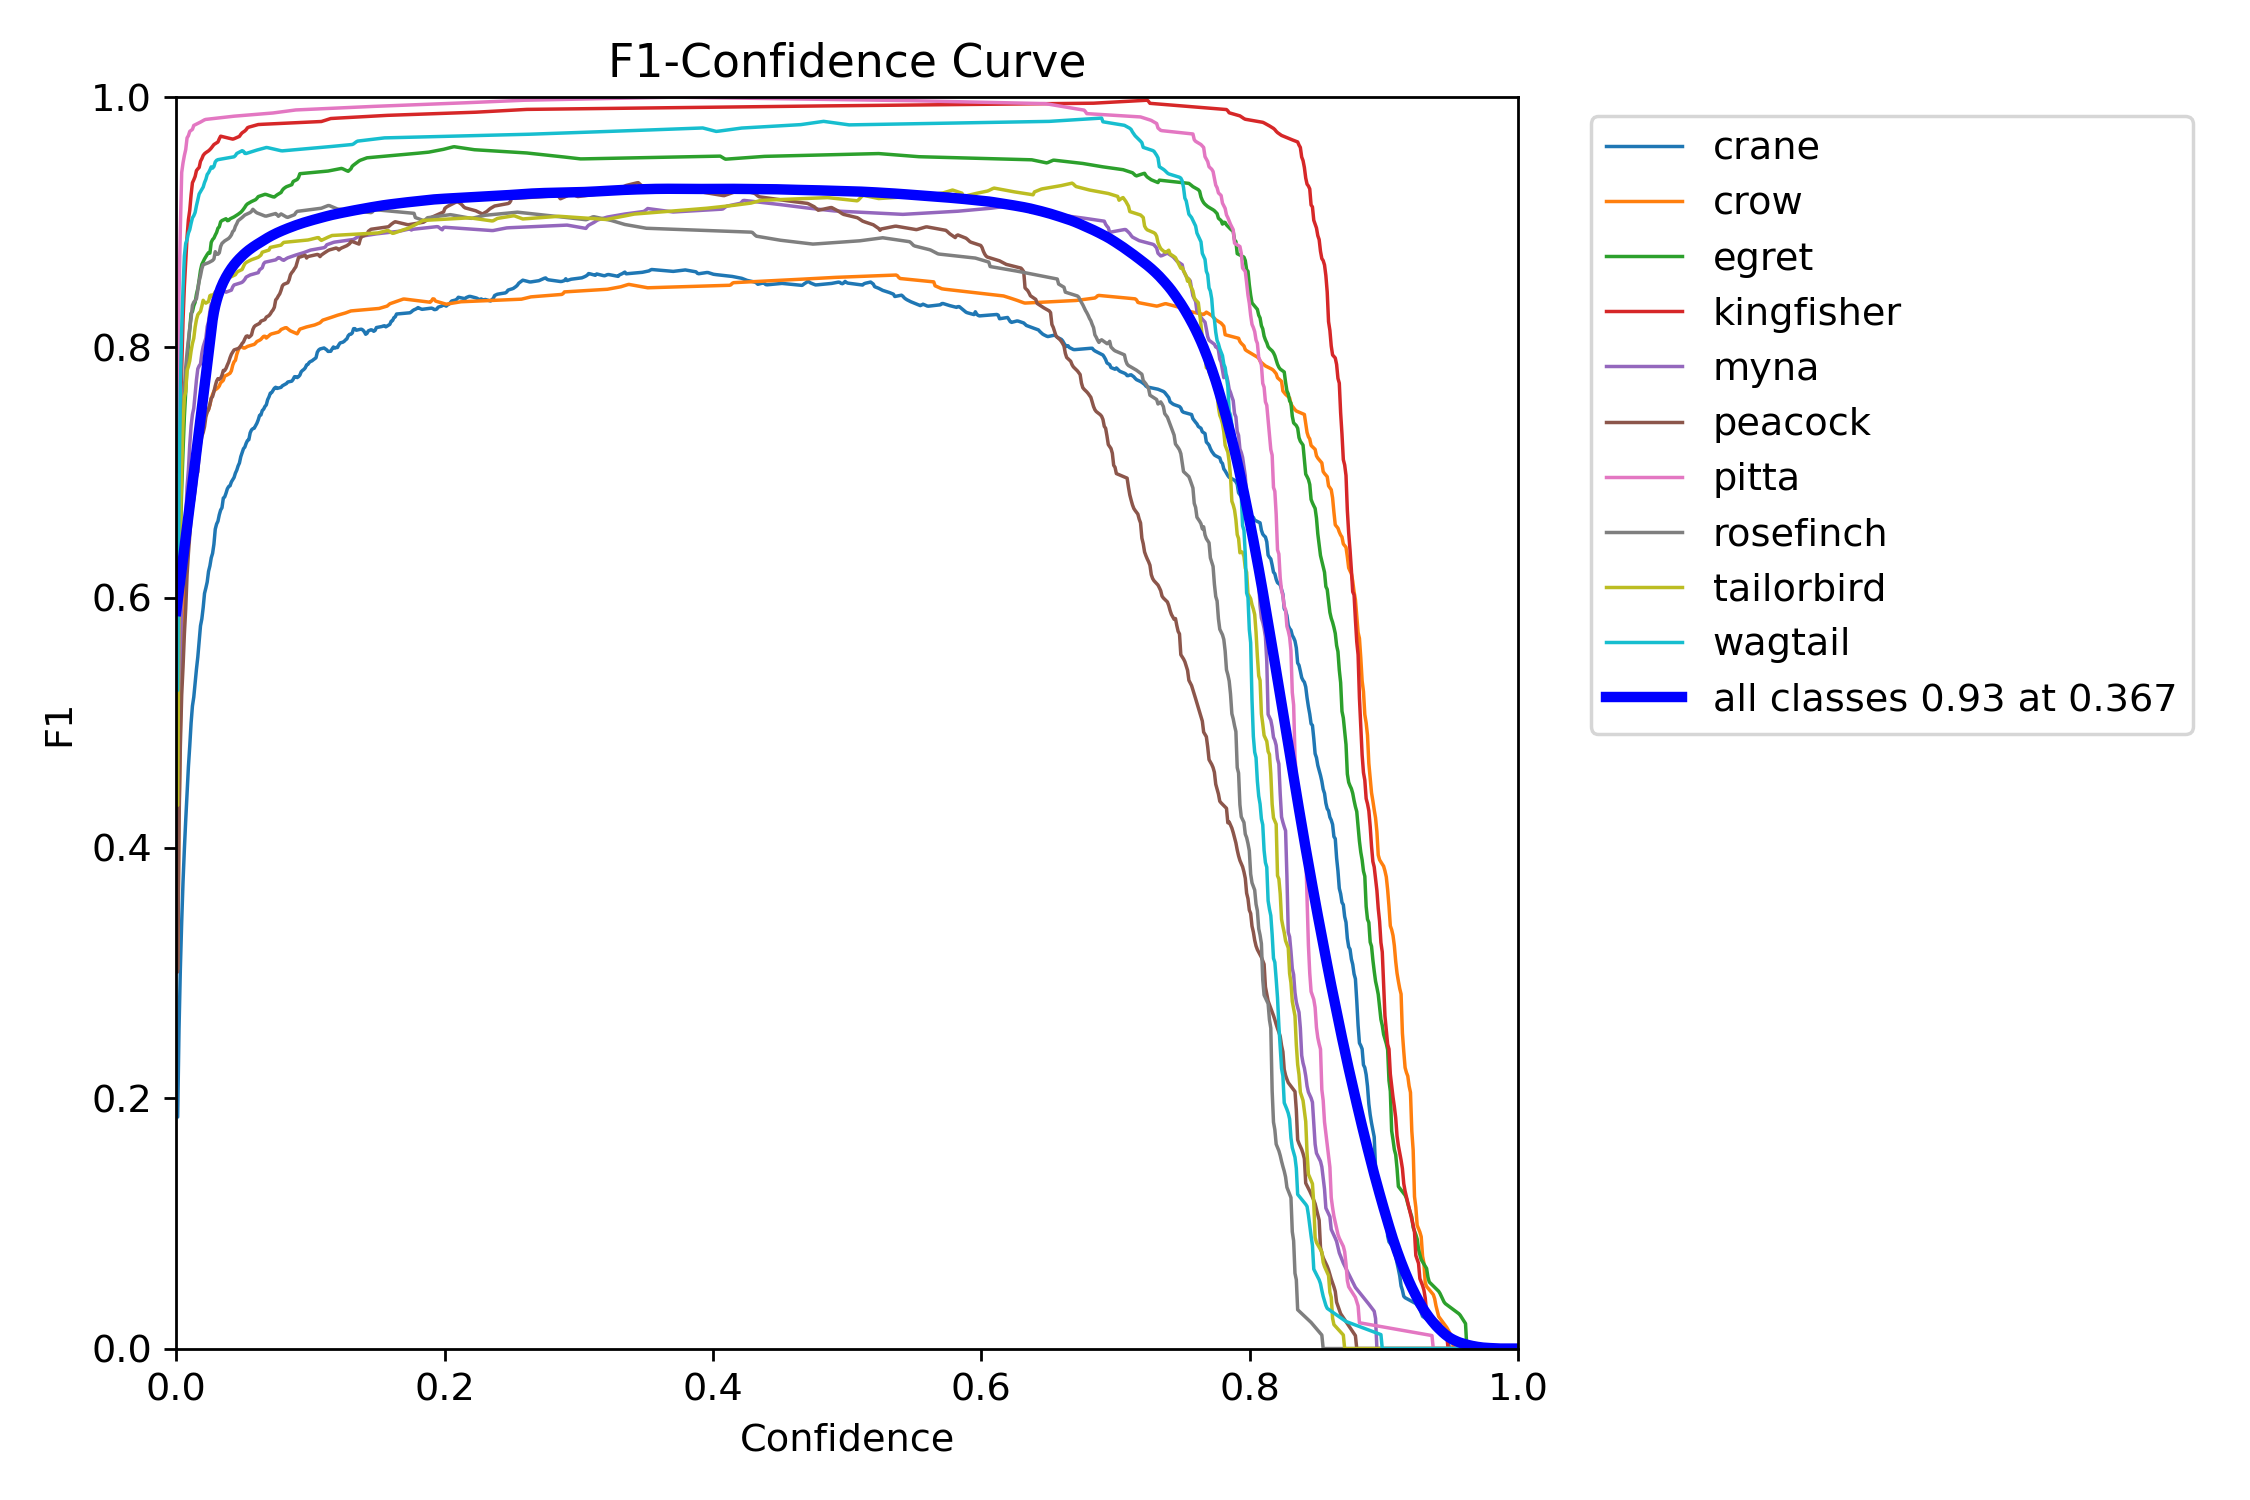 F1-Confidence Curve
1.0
0.8
0.6
0.4
0.2
0.0
F1
0.0 0.2 0.4 0.6 0.8 1.0
Confidence
crane
crow
egret
kingfisher
myna
peacock
pitta
rosefinch
tailorbird
wagtail
all classes 0.93 at 0.367